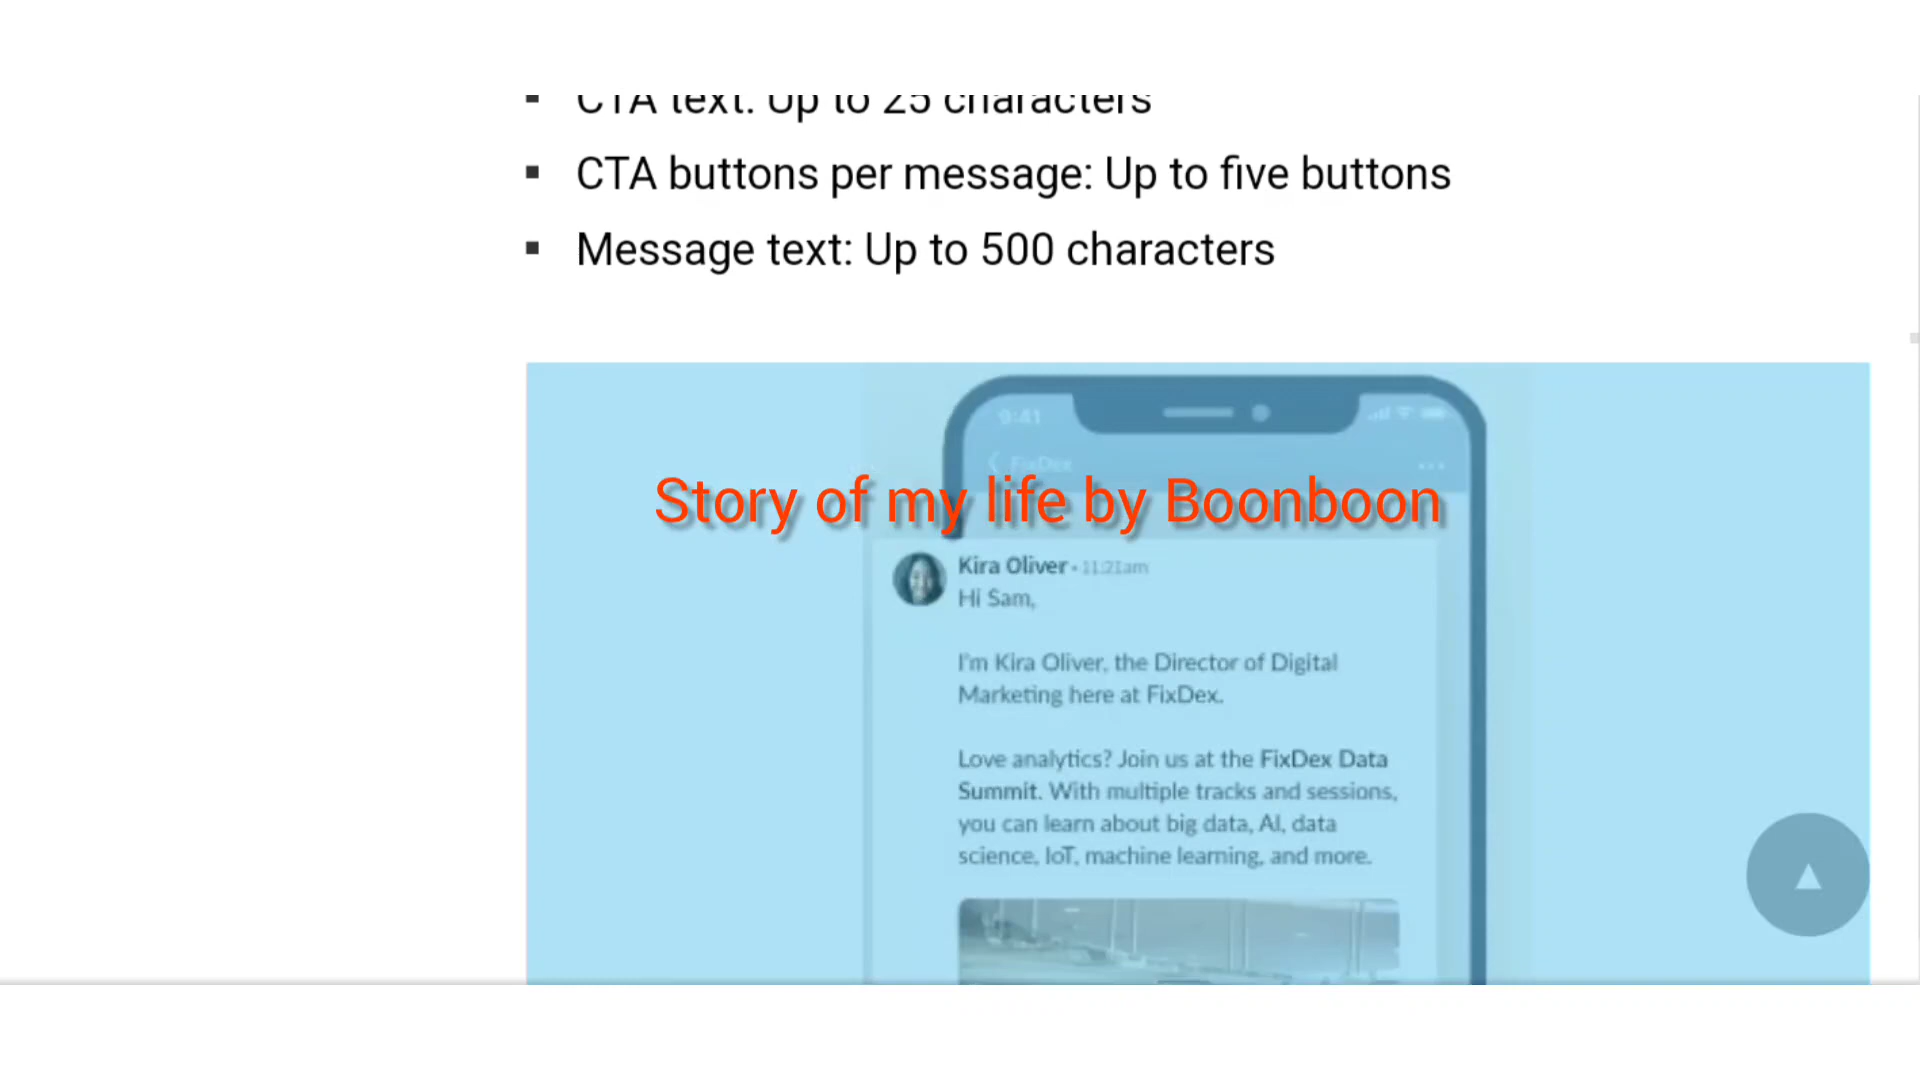 CTA text: Up to 25 characters
CTA buttons per message: Up to five buttons
Message text: Up to 500 characters
9:41
FixDex
Story of my life by Boonboon
Kira Oliver • 11:21am
Hi Sam,
I'm Kira Oliver, the Director of Digital
Marketing here at FixDex.
Love analytics? Join us at the FixDex Data
Summit. With multiple tracks and sessions,
you can learn about big data, AI, data
science, IoT, machine learning, and more.